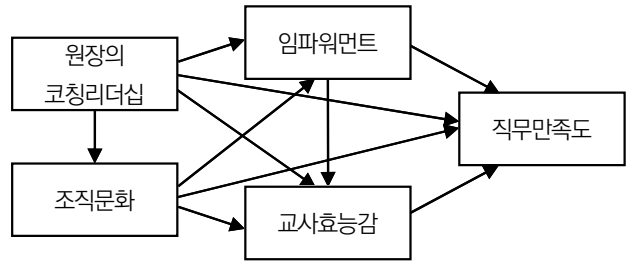 원장의
코칭리더십
임파워먼트
직무만족도
조직문화
교사효능감